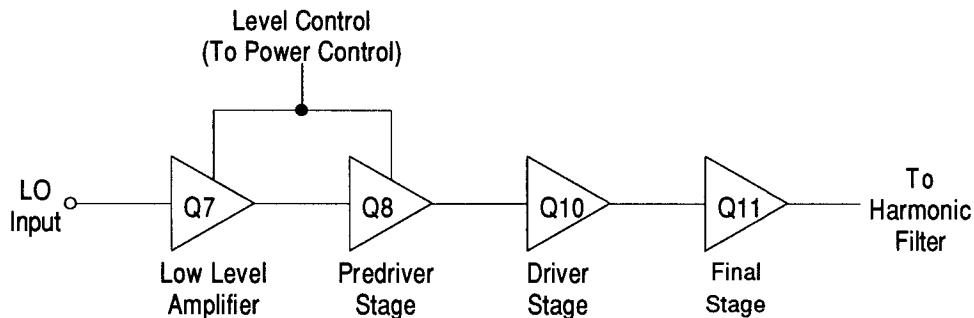 Level Control
(To Power Control)
LO
Input
Q7
Q8
Q10
Q11
To
Harmonic
Filter
Low Level
Amplifier
Predriver
Stage
Driver
Stage
Final
Stage